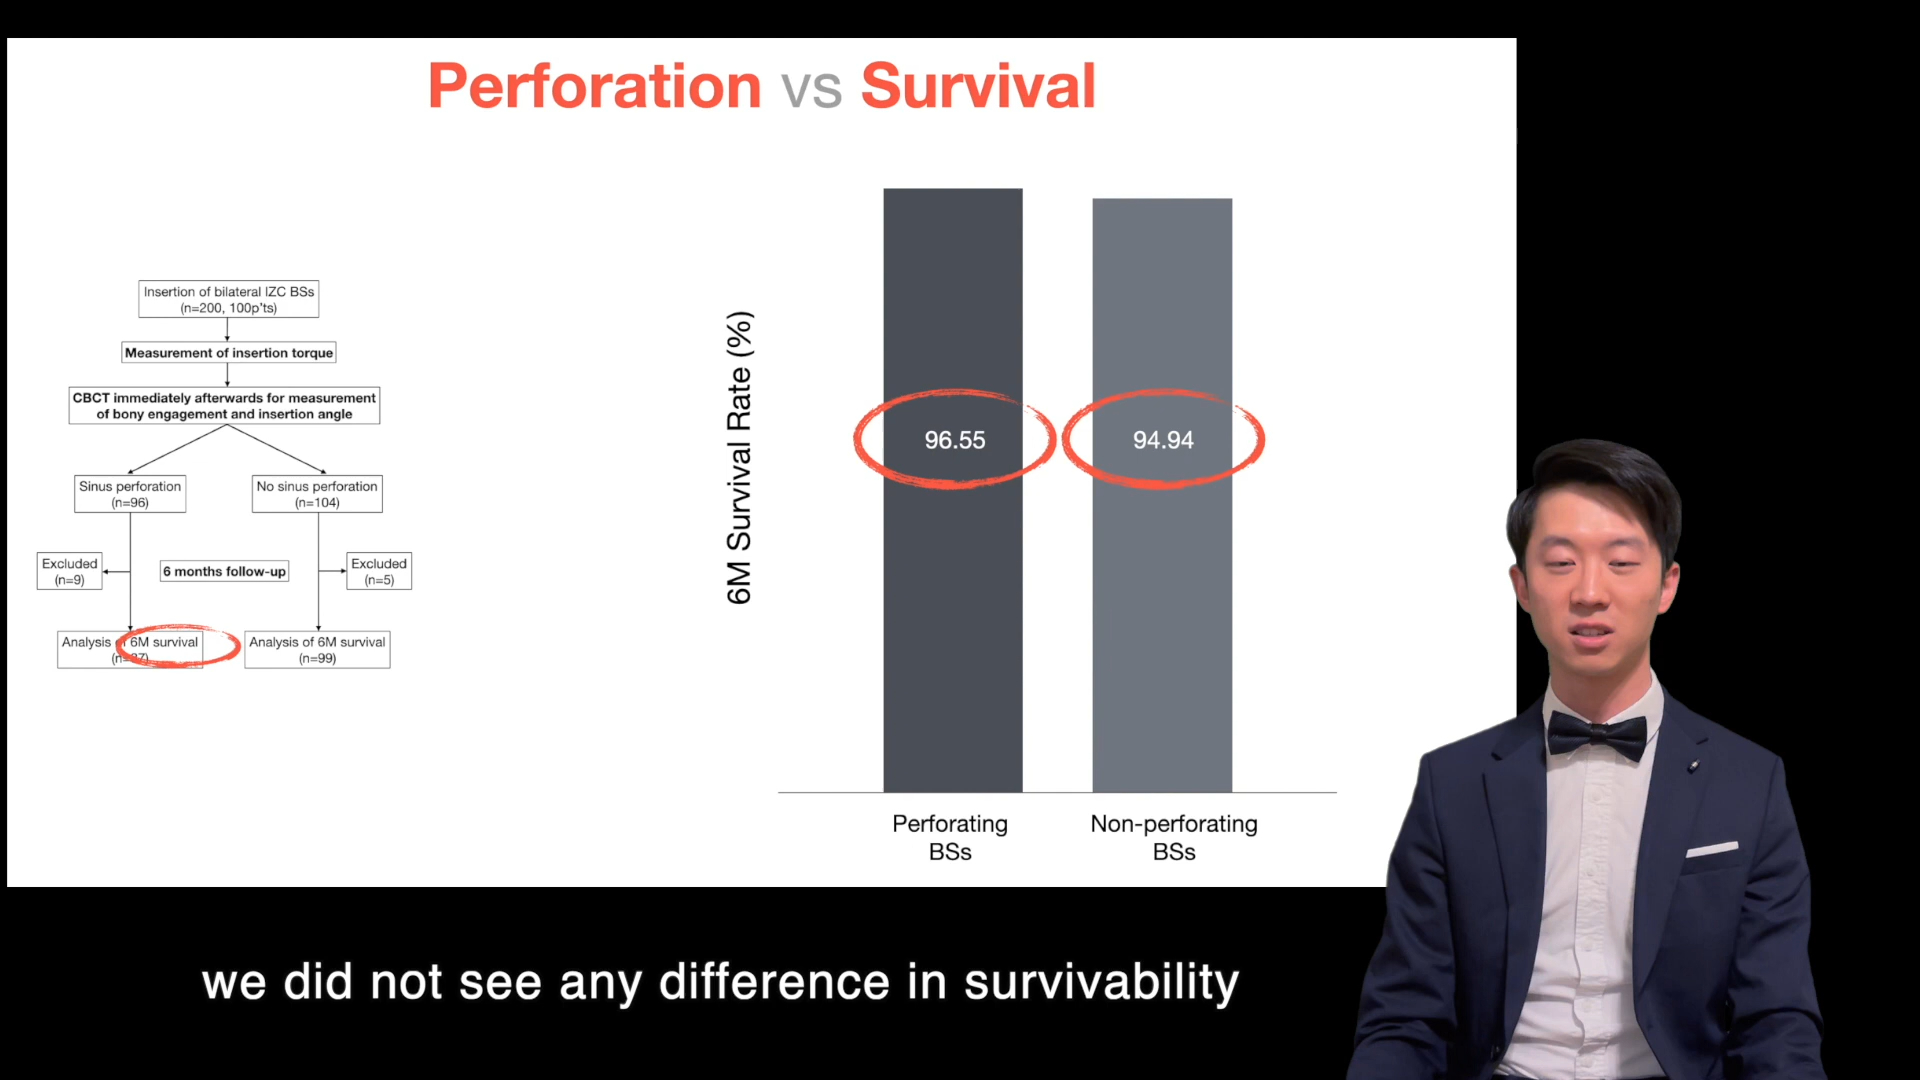 Perforation vs Survival
Insertion of bilateral IZC BSs
(n=200, 100p'ts)
Measurement of insertion torque
CBCT immediately afterwards for measurement
of bony engagement and insertion angle
Sinus perforation
(n=96)
No sinus perforation
(n=104)
Excluded
(n=9)
6 months follow-up
Excluded
(n=5)
Analysis of 6M survival
(n=87)
Analysis of 6M survival
(n=99)
6M Survival Rate (%)
96.55
94.94
Perforating
BSs
Non-perforating
BSs
we did not see any difference in survivability